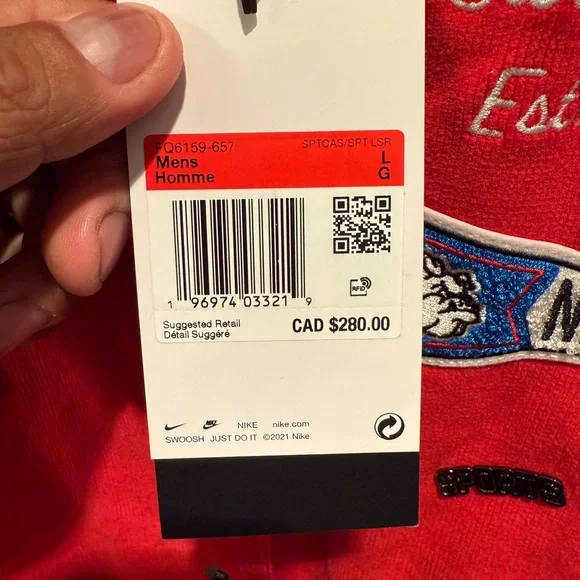 Est
FQ6159-657 SPTCAS/SPT LSR
Mens L
Homme G
1 96974 03321 9
RFID
Suggested Retail CAD $280.00
Détail Suggéré
NIKE nike.com
SWOOSH JUST DO IT ©2021 Nike
N
SPORTS